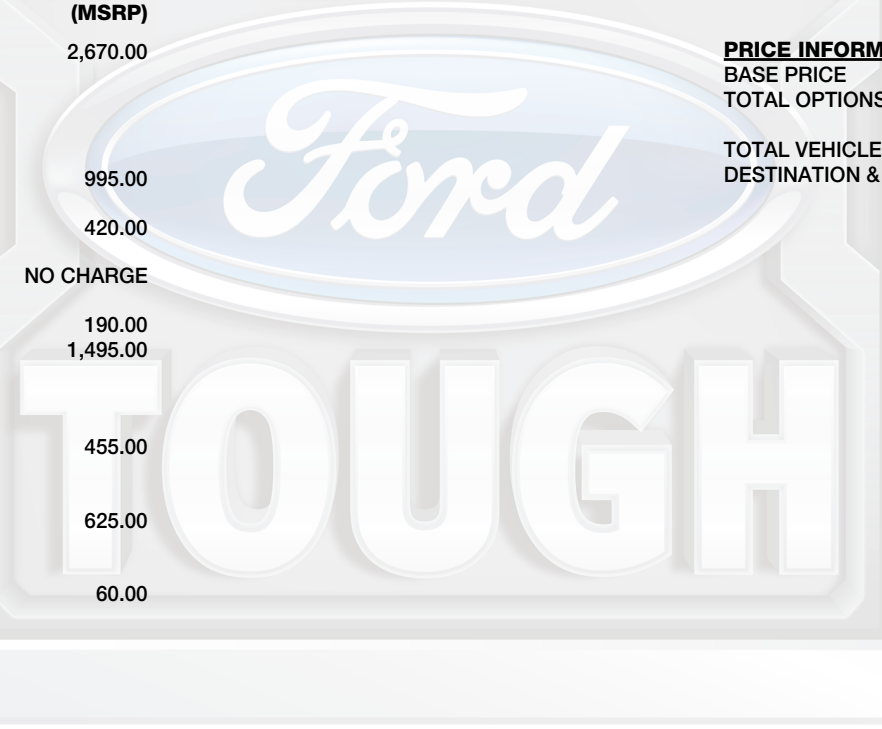 (MSRP)
2,670.00
995.00
420.00
NO CHARGE
190.00
1,495.00
455.00
625.00
60.00
PRICE INFORM
BASE PRICE
TOTAL OPTIONS
TOTAL VEHICLE
DESTINATION &
Ford
TOUGH